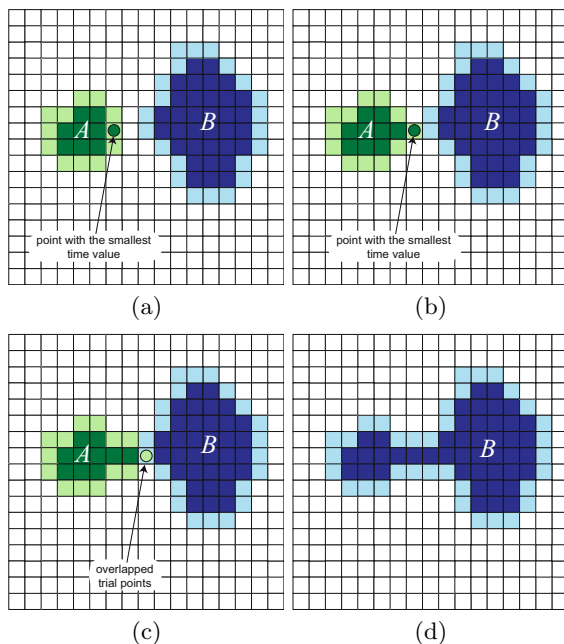 A
B
point with the smallest
time value
(a)
A
B
point with the smallest
time value
(b)
A
B
overlapped
trial points
(c)
B
(d)